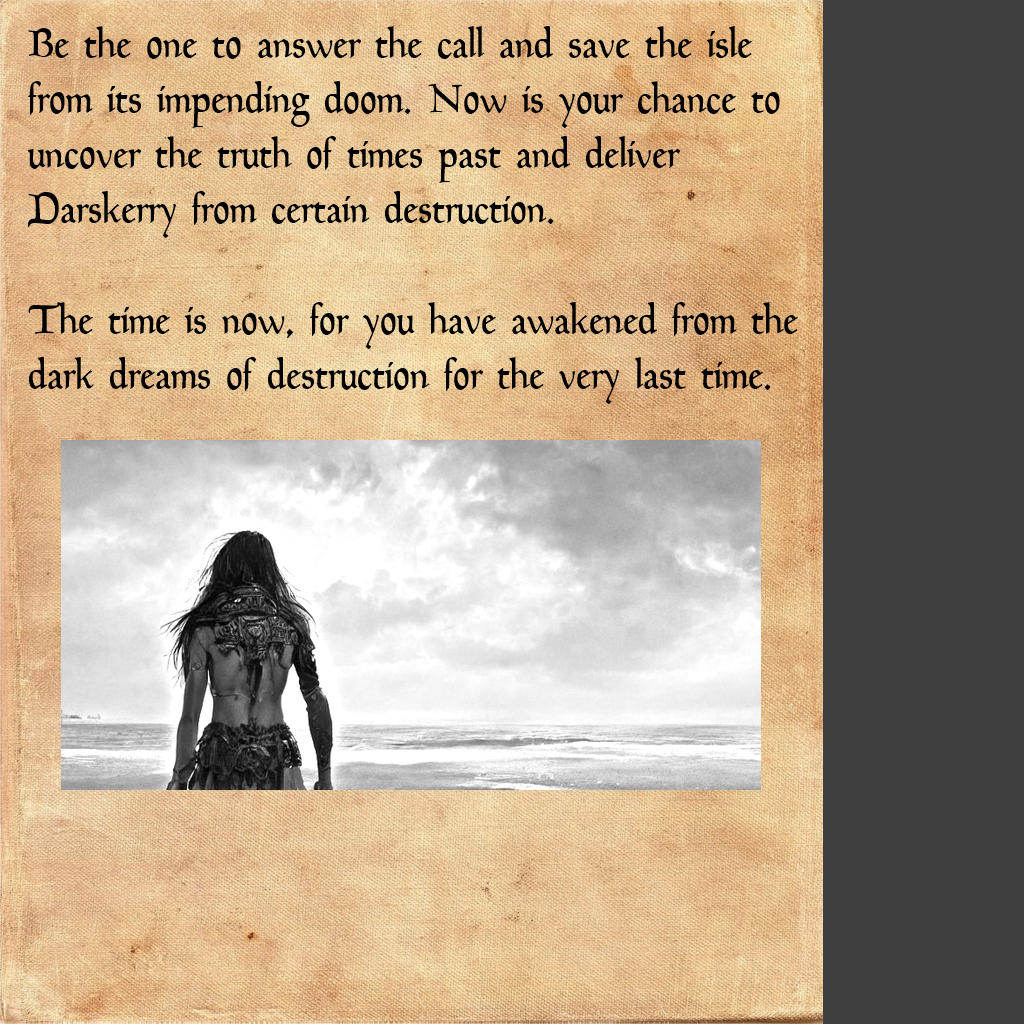 Be the one to answer the call and save the isle
from its impending doom. Now is your chance to
uncover the truth of times past and deliver
Darskerry from certain destruction.
The time is now, for you have awakened from the
dark dreams of destruction for the very last time.